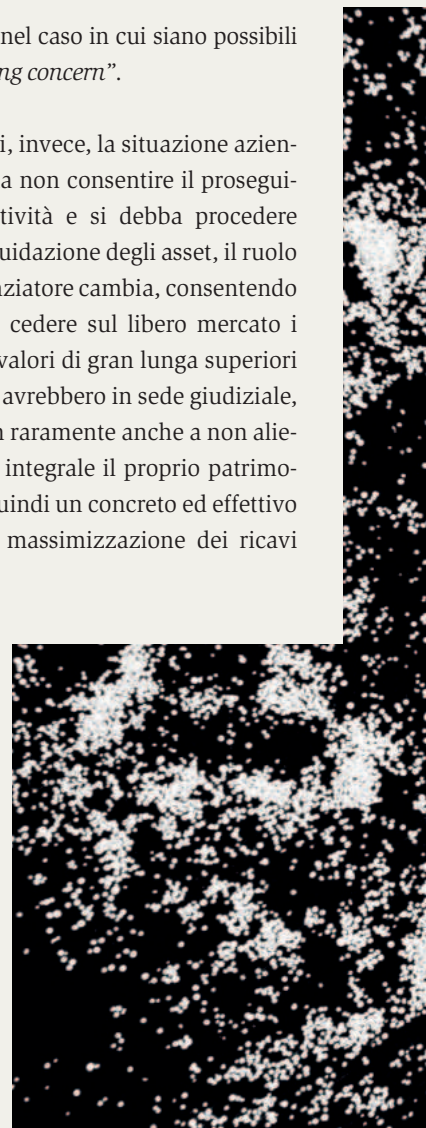 nel caso in cui siano possibili
ng concern”.
i, invece, la situazione azien-
a non consentire il prosegui-
tività e si debba procedere
uidazione degli asset, il ruolo
nziatore cambia, consentendo
cedere sul libero mercato i
valori di gran lunga superiori
avrebbero in sede giudiziale,
n raramente anche a non alie-
integrale il proprio patrimo-
uindi un concreto ed effettivo
massimizzazione dei ricavi